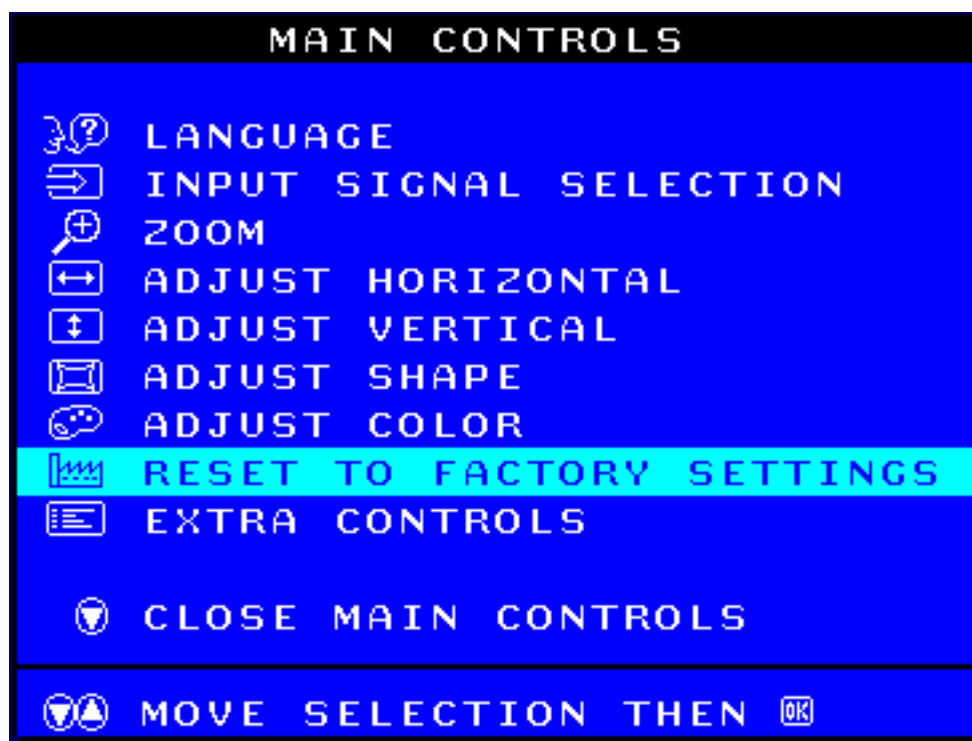 MAIN CONTROLS
LANGUAGE
INPUT SIGNAL SELECTION
ZOOM
ADJUST HORIZONTAL
ADJUST VERTICAL
ADJUST SHAPE
ADJUST COLOR
RESET TO FACTORY SETTINGS
EXTRA CONTROLS
CLOSE MAIN CONTROLS
MOVE SELECTION THEN OK